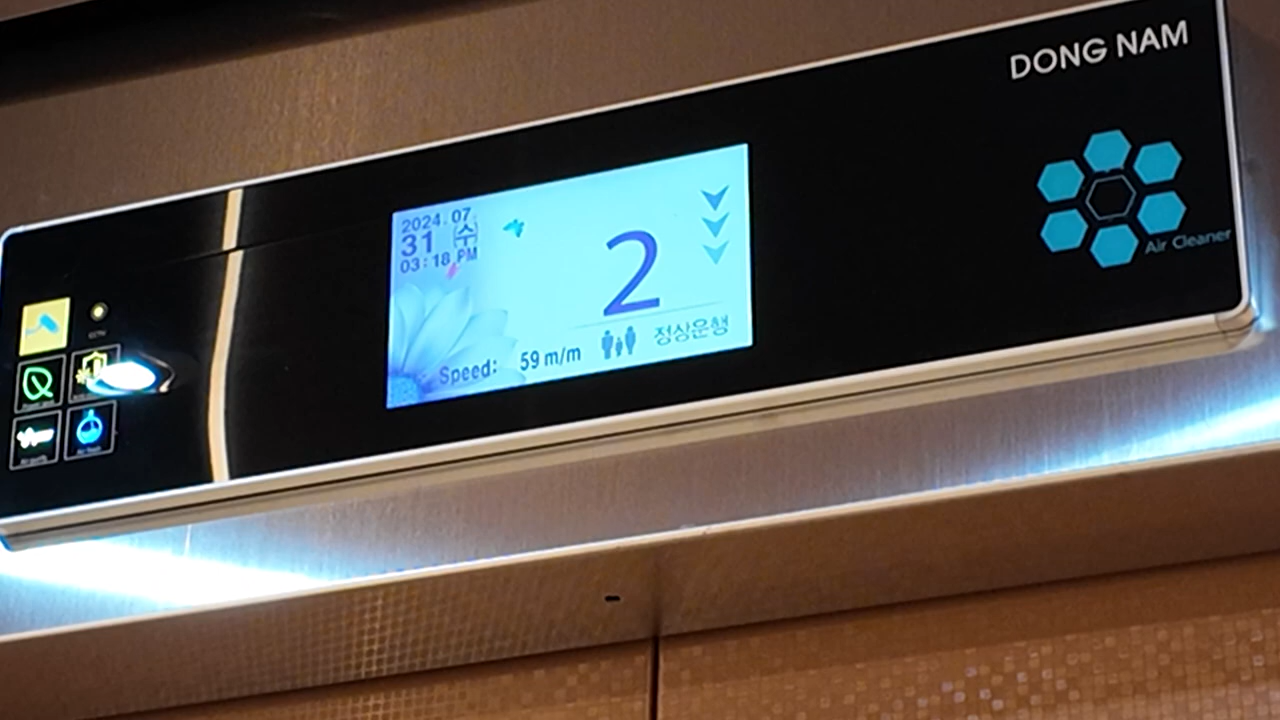 DONG NAM
Air Cleaner
2024.07.
31 (수)
03:18 PM
2
정상운행
Speed: 59 m/m